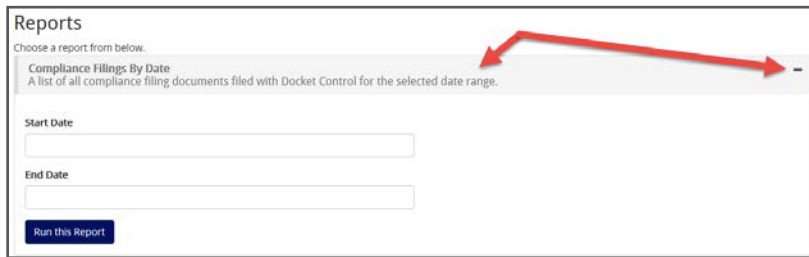 Reports
Choose a report from below.
Compliance Filings By Date
A list of all compliance filing documents filed with Docket Control for the selected date range.
Start Date
End Date
Run this Report